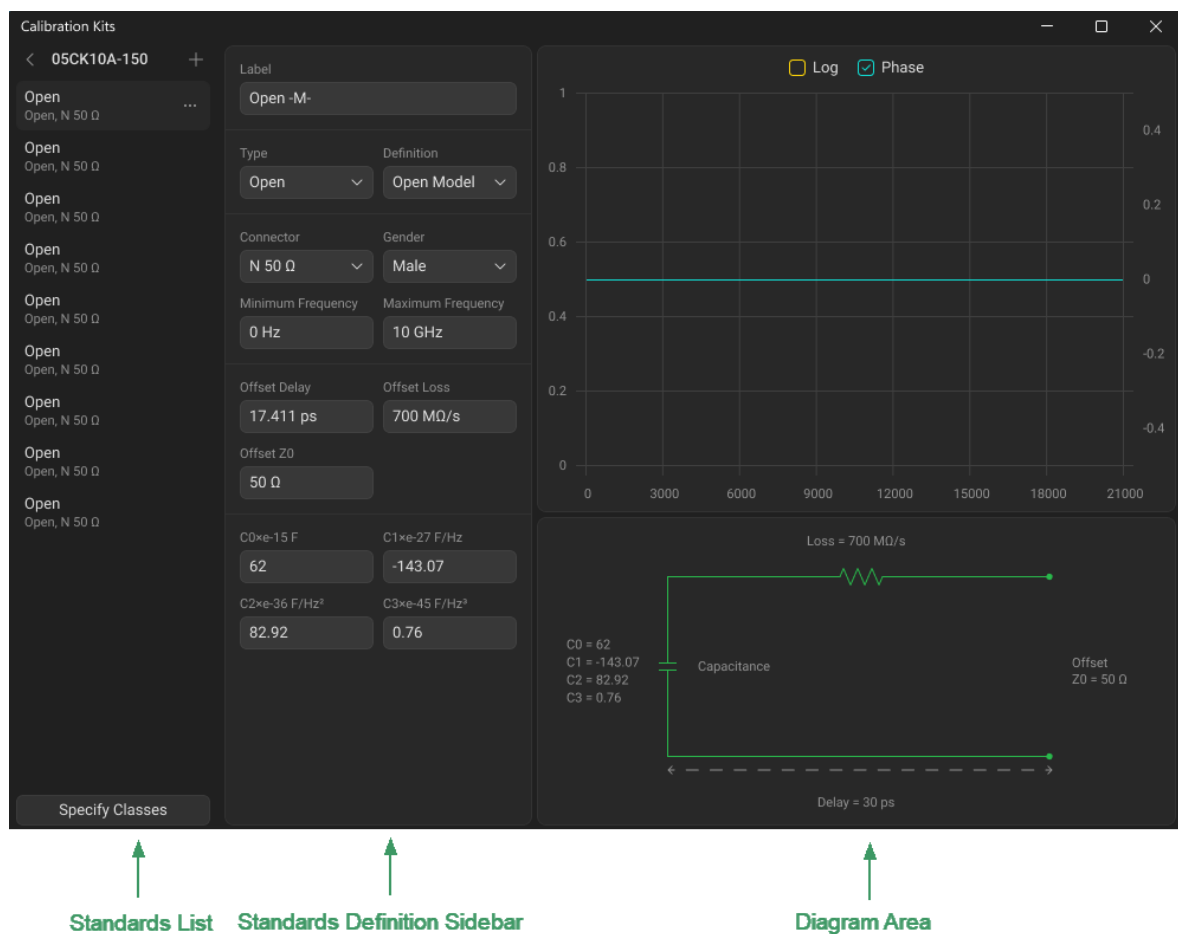 Calibration Kits
05CK10A-150
Open
Open, N 50 Ω
Open
Open, N 50 Ω
Open
Open, N 50 Ω
Open
Open, N 50 Ω
Open
Open, N 50 Ω
Open
Open, N 50 Ω
Open
Open, N 50 Ω
Open
Open, N 50 Ω
Open
Open, N 50 Ω
Specify Classes
Label
Open -M-
Type Definition
Open Open Model
Connector Gender
N 50 Ω Male
Minimum Frequency Maximum Frequency
0 Hz 10 GHz
Offset Delay Offset Loss
17.411 ps 700 MΩ/s
Offset Z0
50 Ω
C0×e-15 F C1×e-27 F/Hz
62 -143.07
C2×e-36 F/Hz² C3×e-45 F/Hz³
82.92 0.76
Log Phase
1
0.4
0.8
0.2
0.6
0
0.4
-0.2
0.2
-0.4
0
0 3000 6000 9000 12000 15000 18000 21000
Loss = 700 MΩ/s
C0 = 62
C1 = -143.07
C2 = 82.92
C3 = 0.76
Capacitance
Offset
Z0 = 50 Ω
Delay = 30 ps
Standards List Standards Definition Sidebar Diagram Area